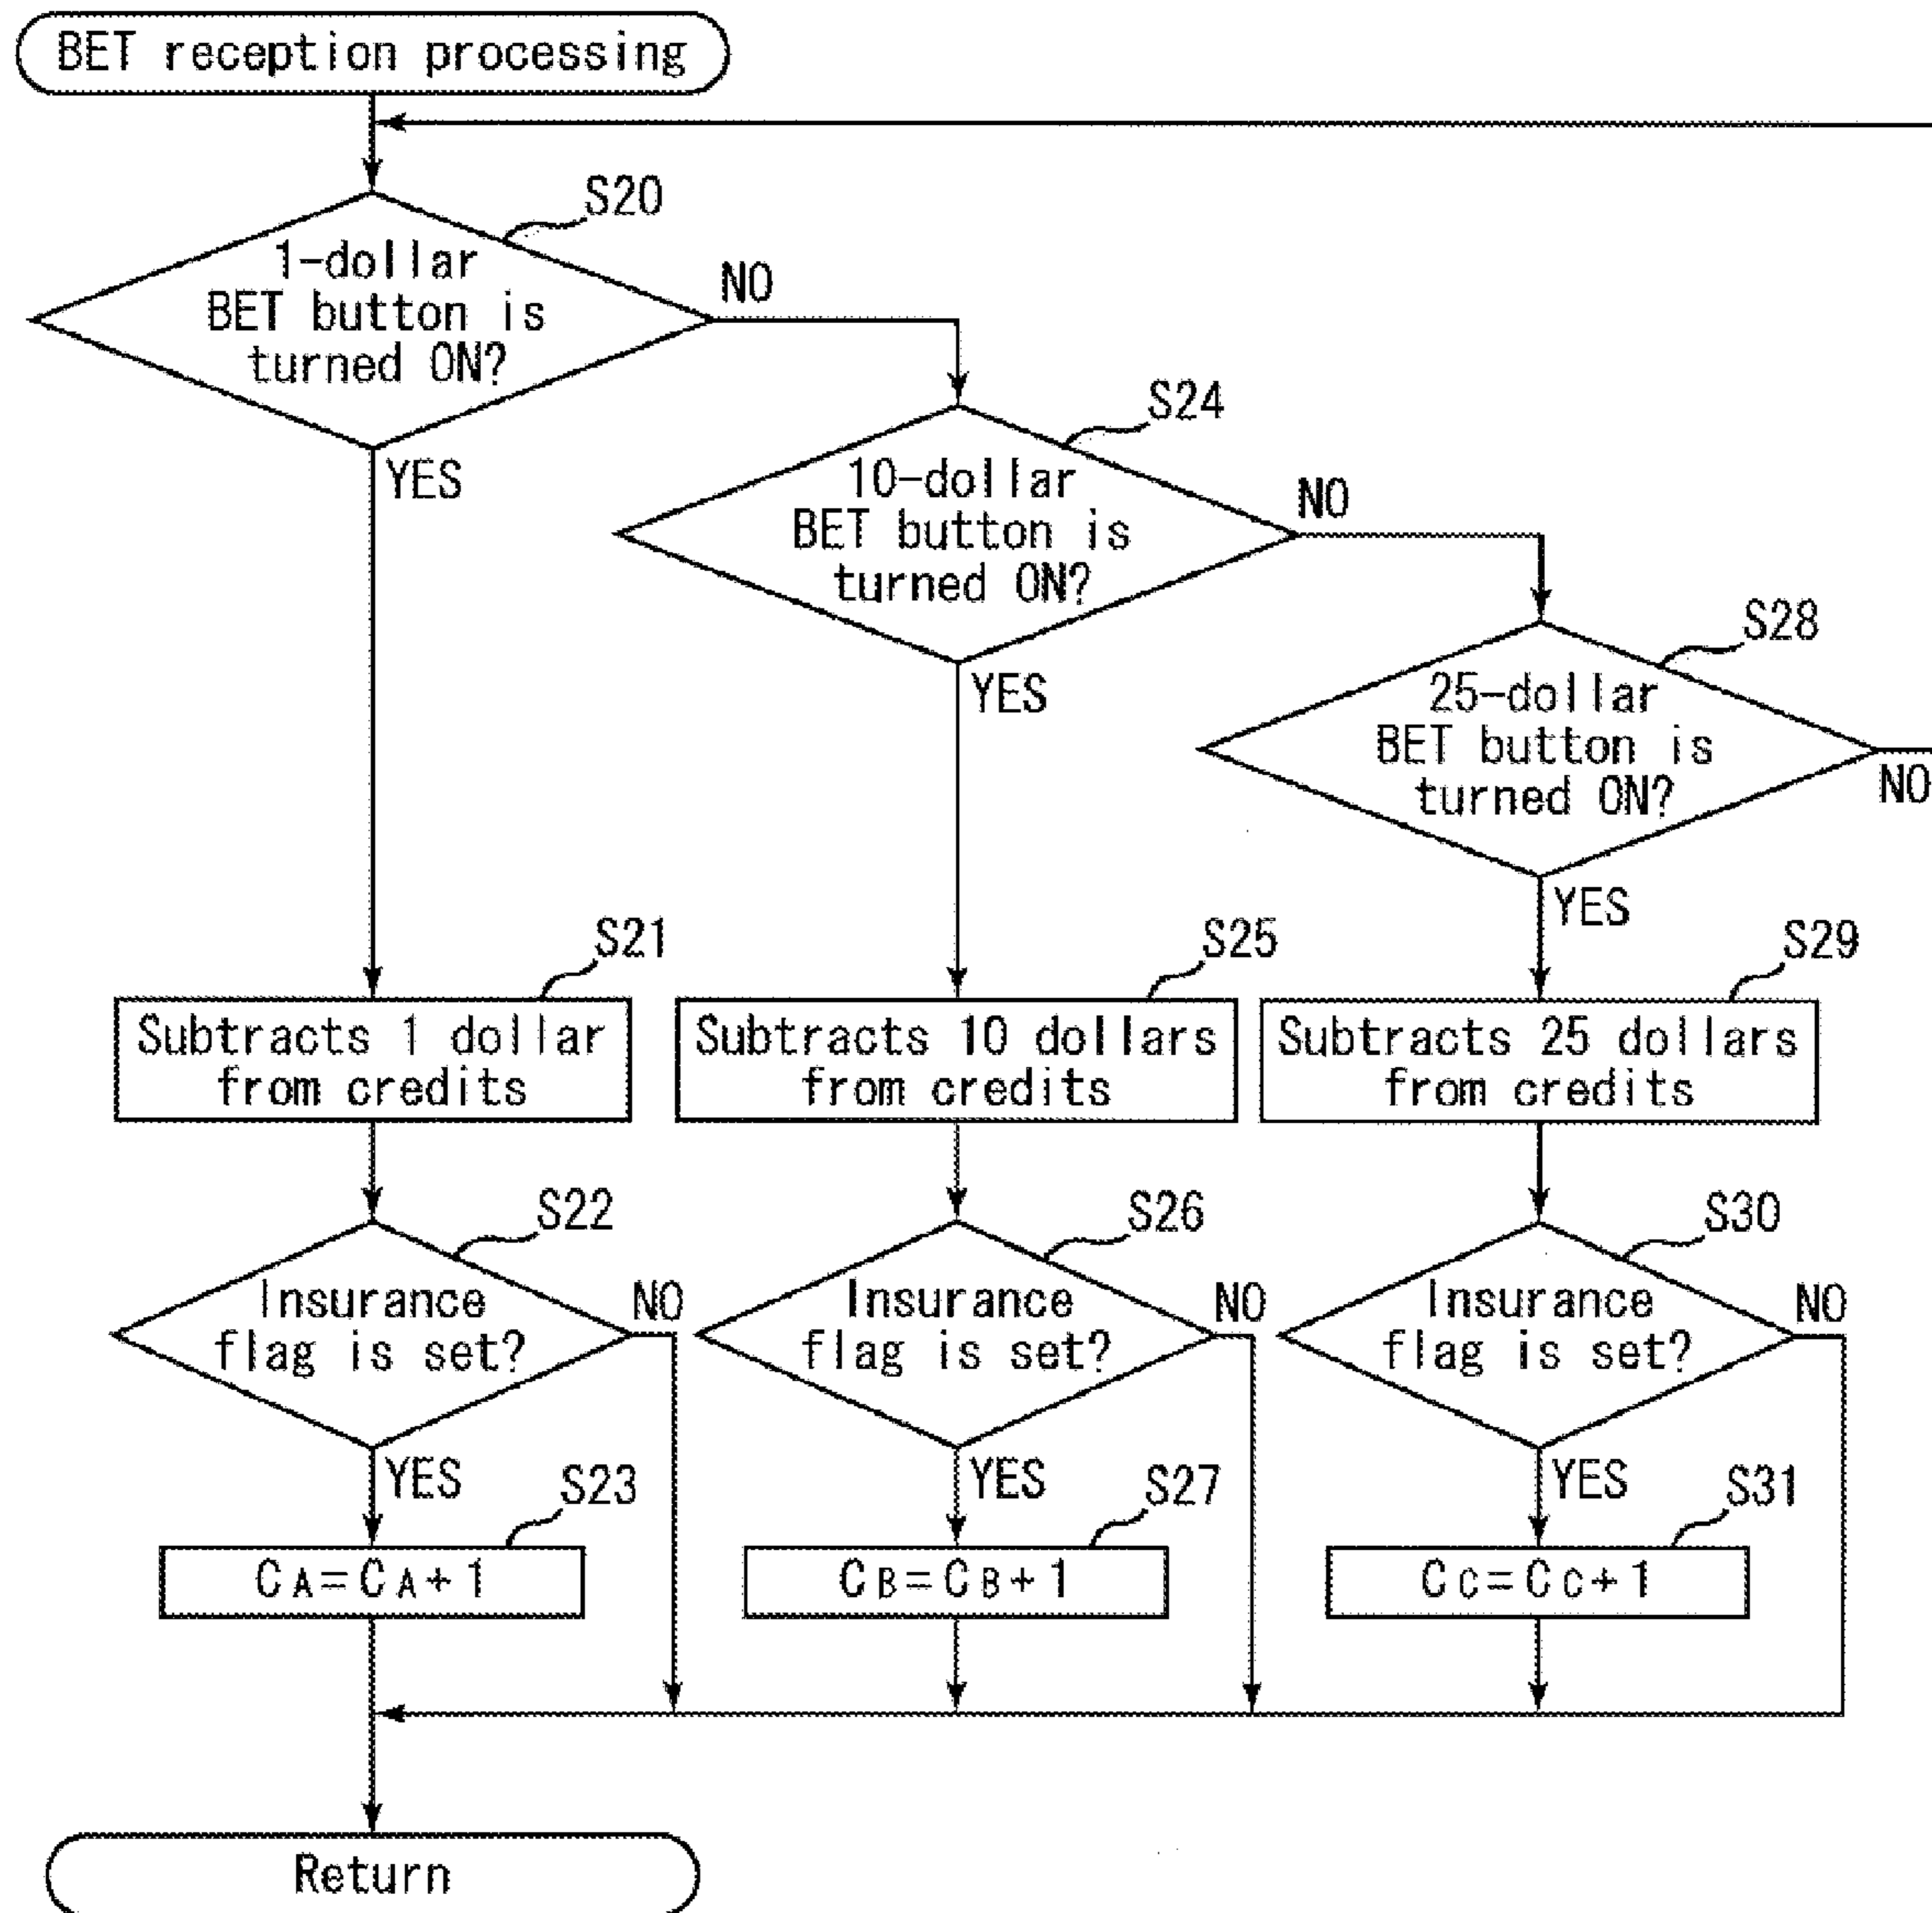 BET reception processing
S20
1-dollar
BET button is
turned ON?
NO
YES
S24
10-dollar
BET button is
turned ON?
NO
YES
S28
25-dollar
BET button is
turned ON?
NO
YES
S21
Subtracts 1 dollar
from credits
S25
Subtracts 10 dollars
from credits
S29
Subtracts 25 dollars
from credits
S22
Insurance
flag is set?
NO
YES
S26
Insurance
flag is set?
NO
YES
S30
Insurance
flag is set?
NO
YES
S23
CA=CA+1
S27
CB=CB+1
S31
CC=CC+1
Return